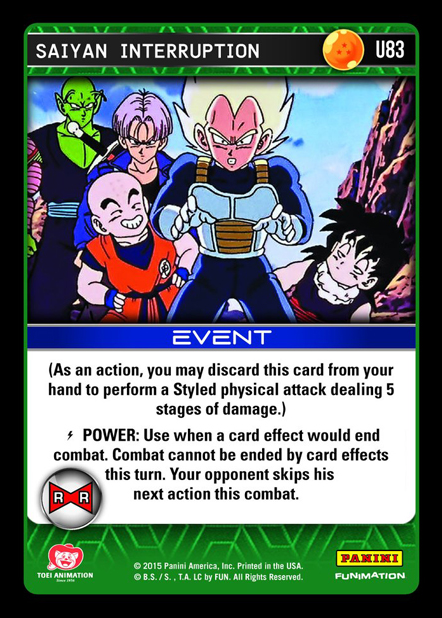 SAIYAN INTERRUPTION U83
EVENT
(As an action, you may discard this card from your
hand to perform a Styled physical attack dealing 5
stages of damage.)
POWER: Use when a card effect would end
combat. Combat cannot be ended by card effects
this turn. Your opponent skips his
next action this combat.
R R
TOEI ANIMATION
Since 1956
© 2015 Panini America, Inc. Printed in the USA.
© B.S./ S. , T.A. LC by FUN. All Rights Reserved.
PANINI
FUNIMATION